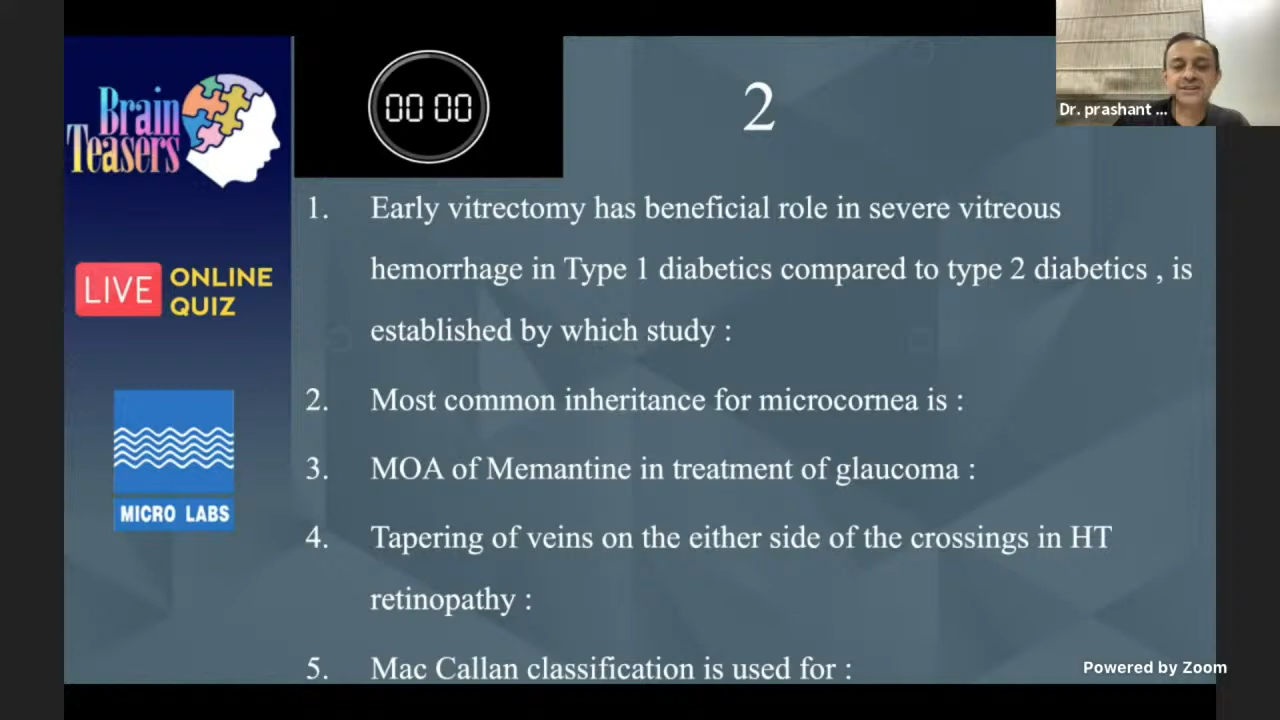 Brain
Teasers
LIVE ONLINE
QUIZ
MICRO LABS
00 00
2
Dr. prashant ...
1. Early vitrectomy has beneficial role in severe vitreous
hemorrhage in Type 1 diabetics compared to type 2 diabetics , is
established by which study :
2. Most common inheritance for microcornea is :
3. MOA of Memantine in treatment of glaucoma :
4. Tapering of veins on the either side of the crossings in HT
retinopathy :
5. Mac Callan classification is used for :
Powered by Zoom